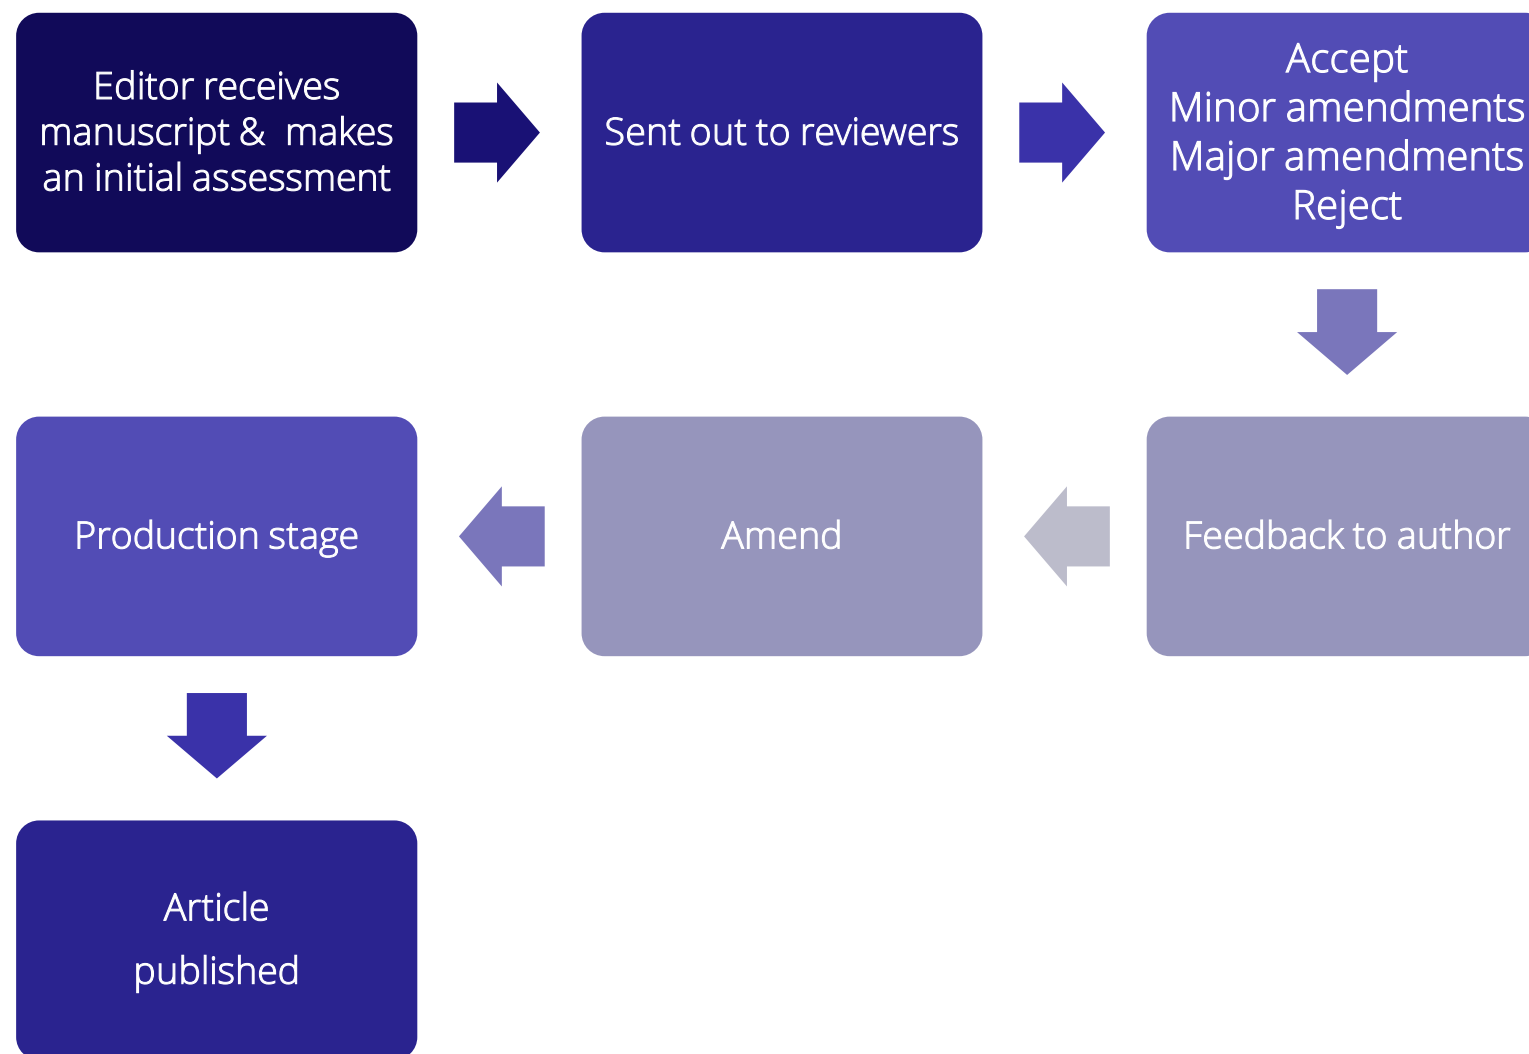 Editor receives
manuscript &  makes
an initial assessment
Sent out to reviewers
Accept
Minor amendments
Major amendments
Reject
Feedback to author
Amend
Production stage
Article
published